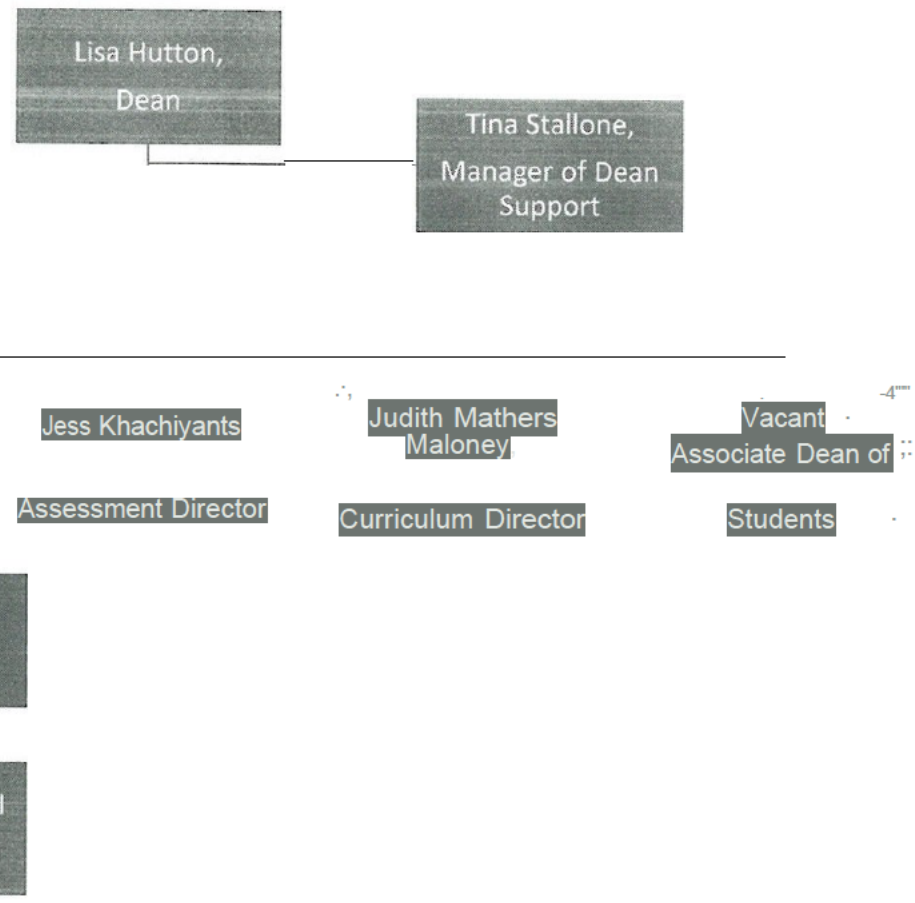 Lisa Hutton,
Dean
Tina Stallone,
Manager of Dean
Support
Jess Khachiyants
Assessment Director
Judith Mathers
Maloney,
Curriculum Director
Vacant
Associate Dean of
Students